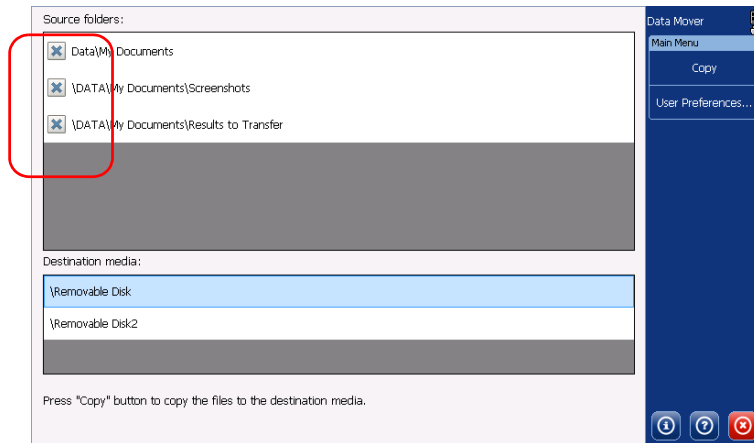 Source folders:
Data\My Documents
\DATA\My Documents\Screenshots
\DATA\My Documents\Results to Transfer
Destination media:
\Removable Disk
\Removable Disk2
Press "Copy" button to copy the files to the destination media.
Data Mover
Main Menu
Copy
User Preferences...